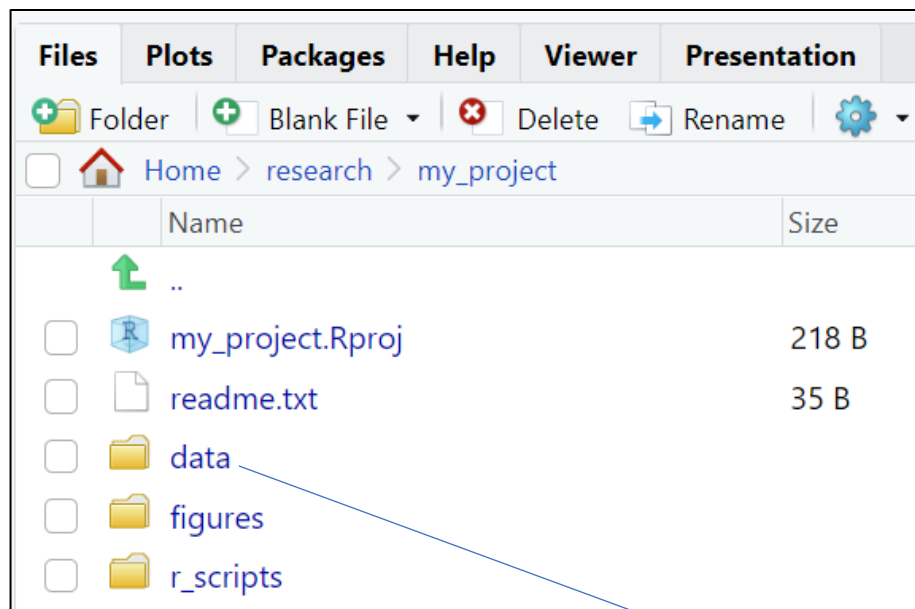 Files Plots Packages Help Viewer Presentation
Folder Blank File Delete Rename
Home > research > my_project
Name Size
..
R my_project.Rproj 218 B
readme.txt 35 B
data
figures
r_scripts